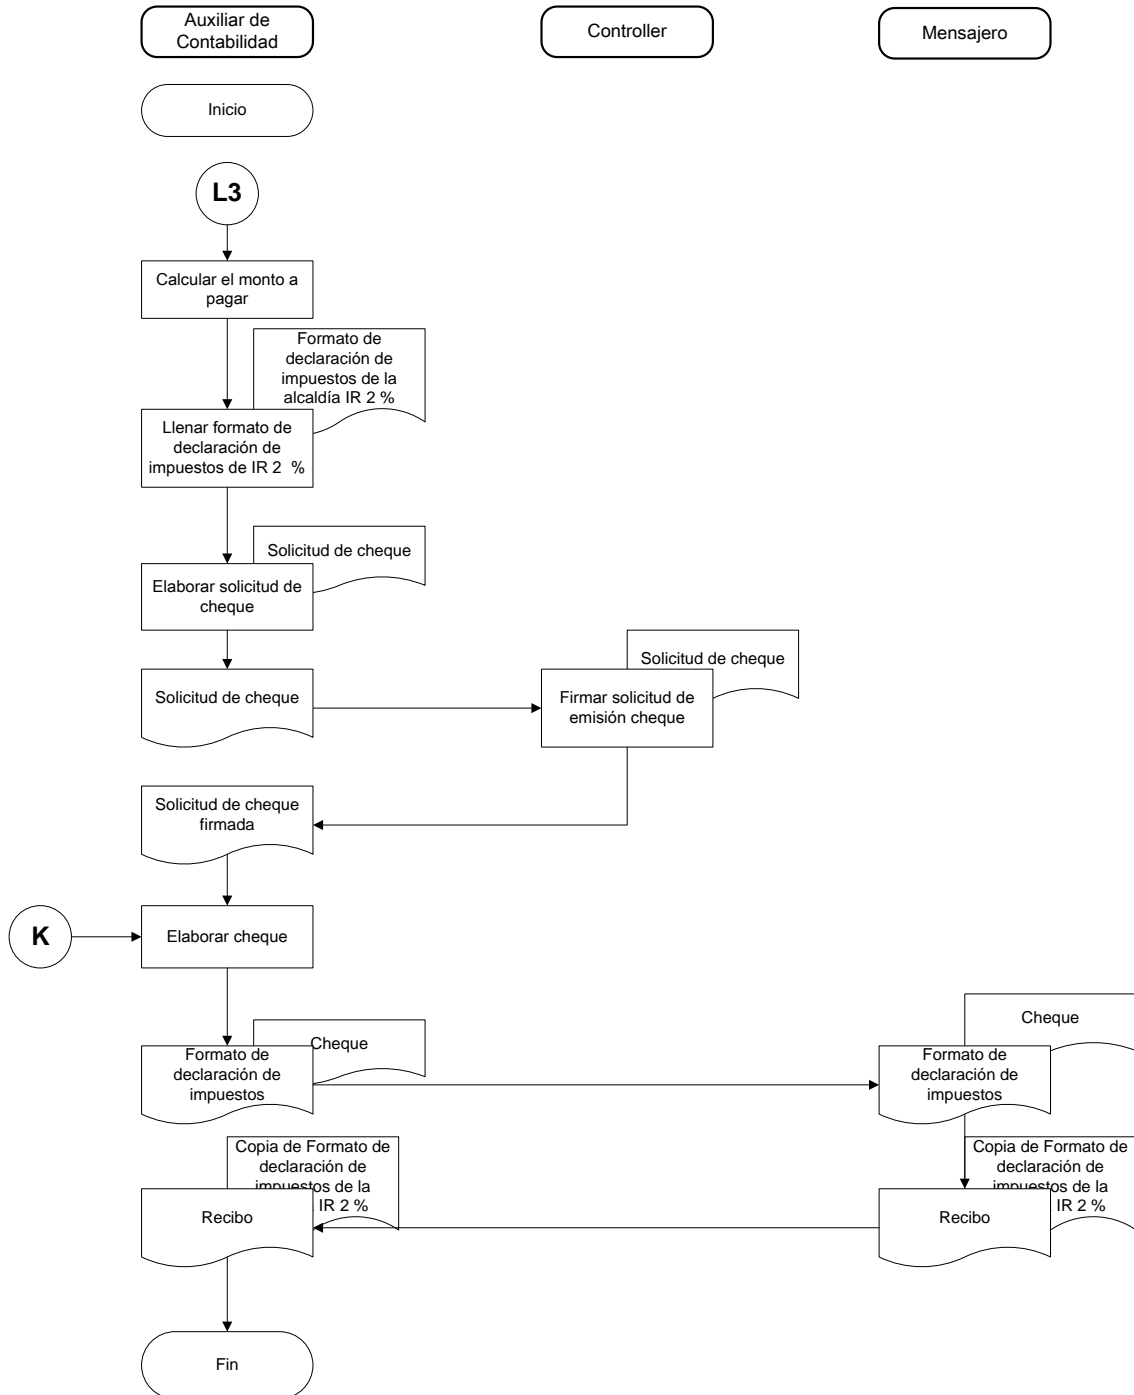 Auxiliar de
Contabilidad
Controller
Mensajero
Inicio
L3
Calcular el monto a
pagar
Formato de
declaración de
impuestos de la
alcaldía IR 2 %
Llenar formato de
declaración de
impuestos de IR 2 %
Solicitud de cheque
Elaborar solicitud de
cheque
Solicitud de cheque
Solicitud de cheque
Firmar solicitud de
emisión cheque
Solicitud de cheque
firmada
K
Elaborar cheque
Cheque
Formato de
declaración de
impuestos
Cheque
Formato de
declaración de
impuestos
Copia de Formato de
declaración de
impuestos de la
IR 2 %
Recibo
Copia de Formato de
declaración de
impuestos de la
IR 2 %
Recibo
Fin